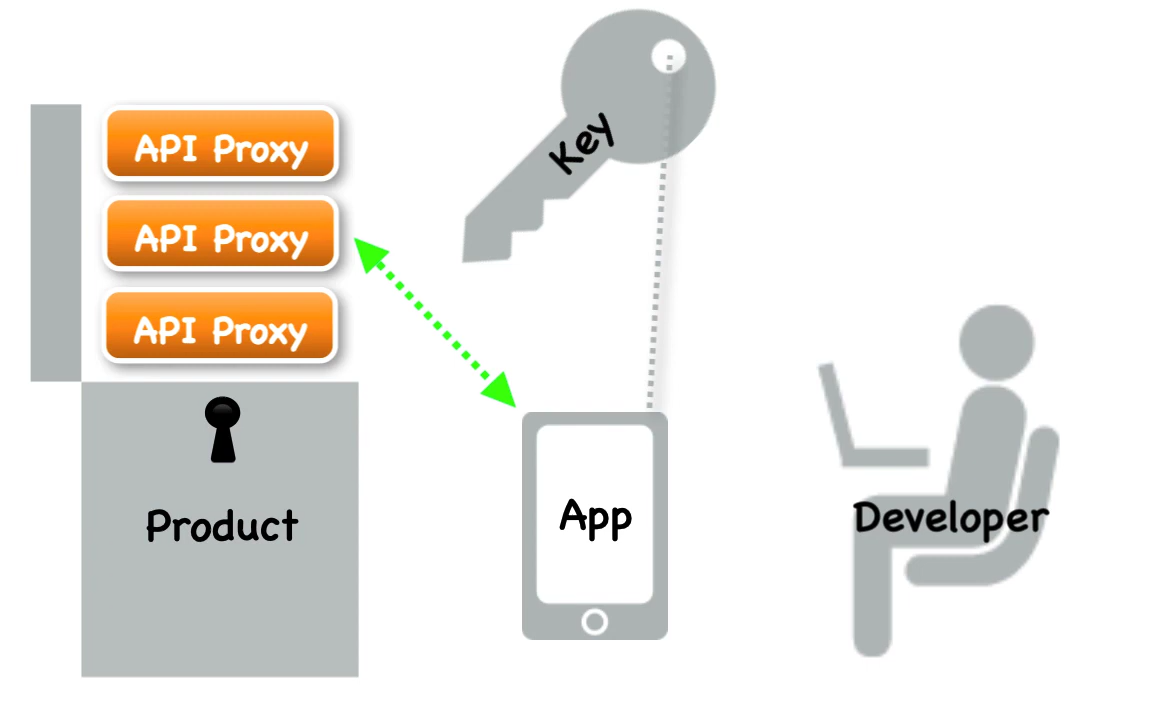 API Proxy
API Proxy
API Proxy
Key
Product
App
Developer